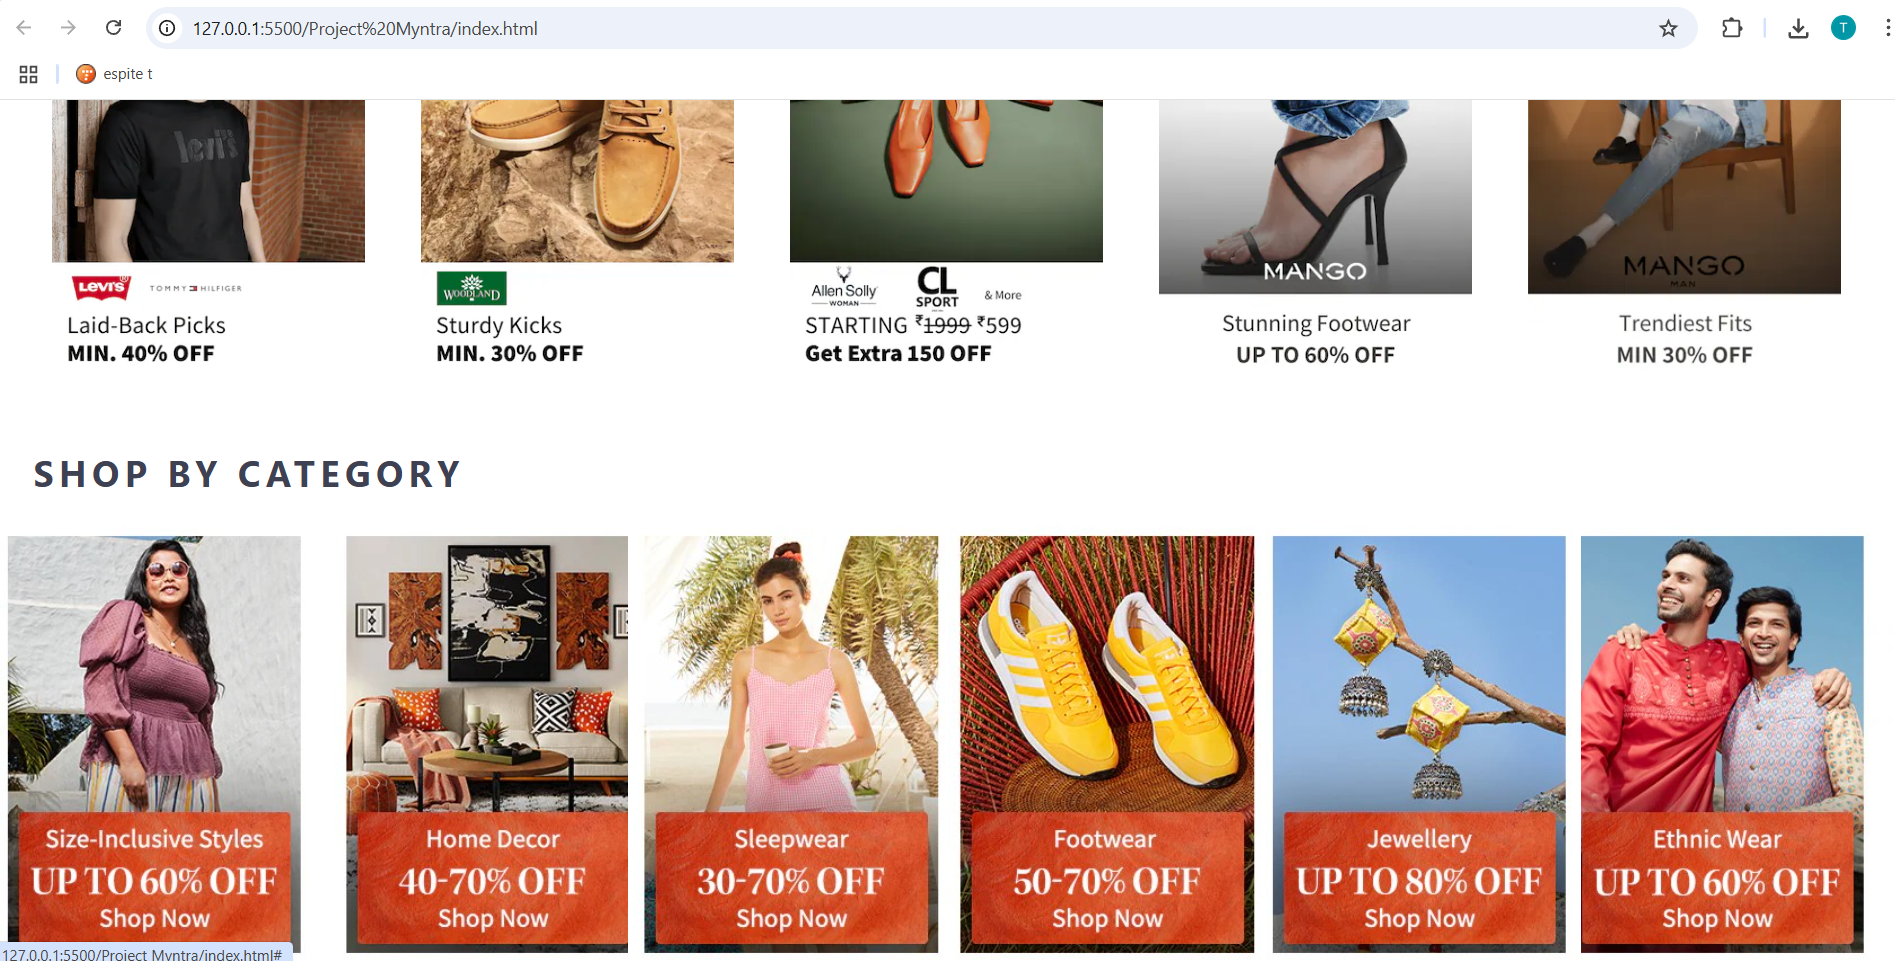 127.0.0.1:5500/Project%20Myntra/index.html
T
espite t
Levi's
LEVI'S
TOMMY HILFIGER
Laid-Back Picks
MIN. 40% OFF
WOODLAND
Sturdy Kicks
MIN. 30% OFF
Allen Solly
WOMAN
CL
SPORT
& More
STARTING ₹1999 ₹599
Get Extra 150 OFF
MANGO
Stunning Footwear
UP TO 60% OFF
MANGO
MAN
Trendiest Fits
MIN 30% OFF
SHOP BY CATEGORY
Size-Inclusive Styles
UP TO 60% OFF
Shop Now
Home Decor
40-70% OFF
Shop Now
Sleepwear
30-70% OFF
Shop Now
Footwear
50-70% OFF
Shop Now
Jewellery
UP TO 80% OFF
Shop Now
Ethnic Wear
UP TO 60% OFF
Shop Now
127.0.0.1:5500/Project Myntra/index.html#